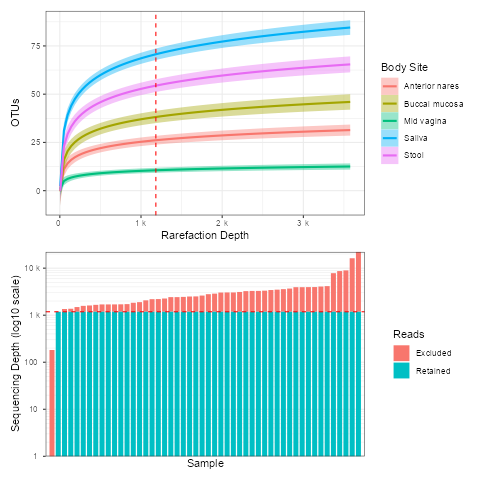 75
50
25
0
OTUs
0
1 k
2 k
3 k
Rarefaction Depth
Body Site
Anterior nares
Buccal mucosa
Mid vagina
Saliva
Stool
10 k
1 k
100
10
1
Sequencing Depth (log10 scale)
Sample
Reads
Excluded
Retained